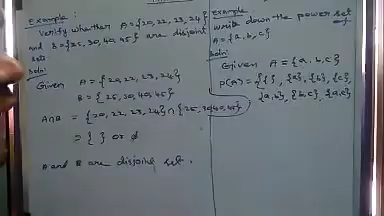 Example:
Verify whether A={20,22,23,24}
and B={25,30,40,45} are disjoint
sets
Soln:
Given A = {20,22,23,24}
B = {25,30,40,45}
A∩B = {20,22,23,24} ∩ {25,30,40,45}
= { } or ϕ
A and B are disjoint set.
Example:
write down the power set
A={a,b,c}
Soln:
Given A = {a,b,c}
P(A) = { { }, {a}, {b}, {c},
{a,b}, {b,c}, {a,c}